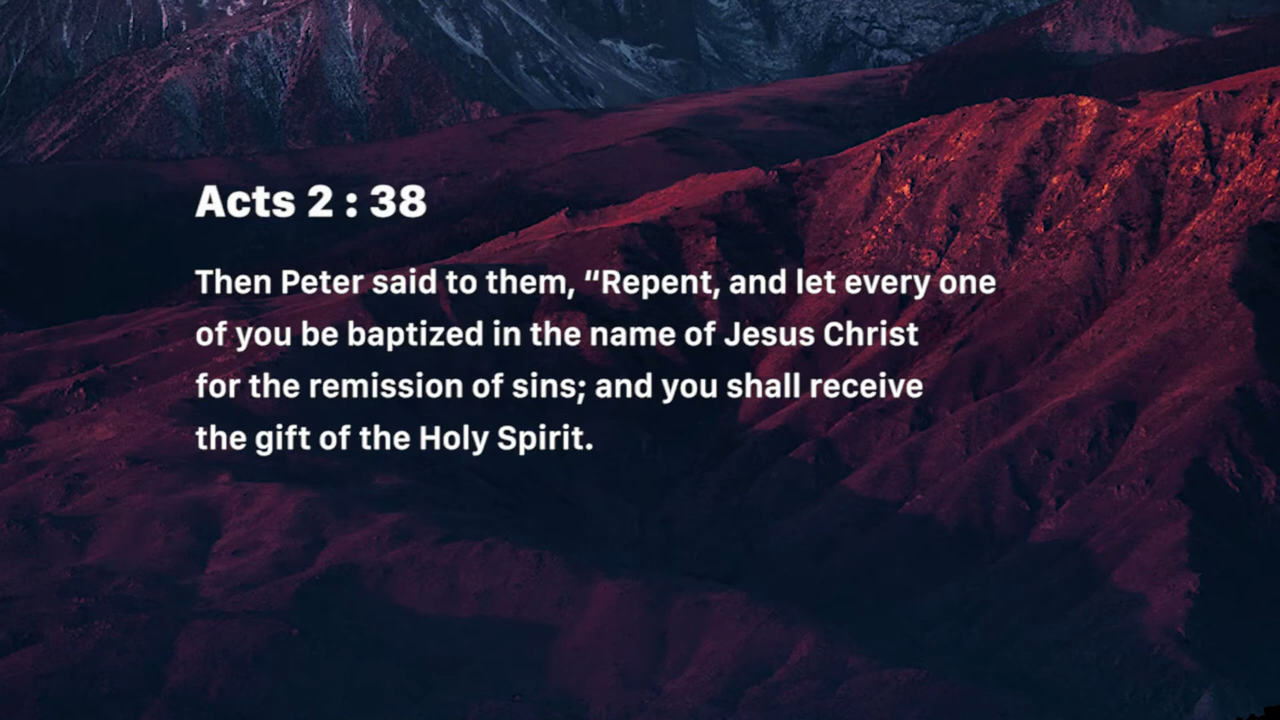 Acts 2 : 38
Then Peter said to them, “Repent, and let every one
of you be baptized in the name of Jesus Christ
for the remission of sins; and you shall receive
the gift of the Holy Spirit.